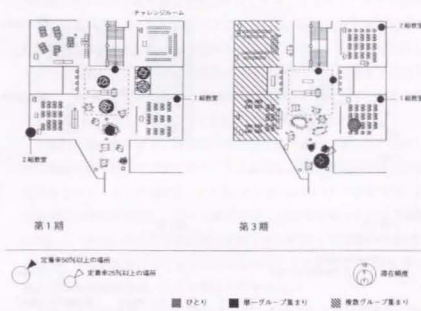 チャレンジルーム
2組教室
1組教室
1組教室
2組教室
第1期
第3期
定着率50%以上の場所
定着率25%以上の場所
滞在頻度
ひとり
単一グループ集まり
複数グループ集まり